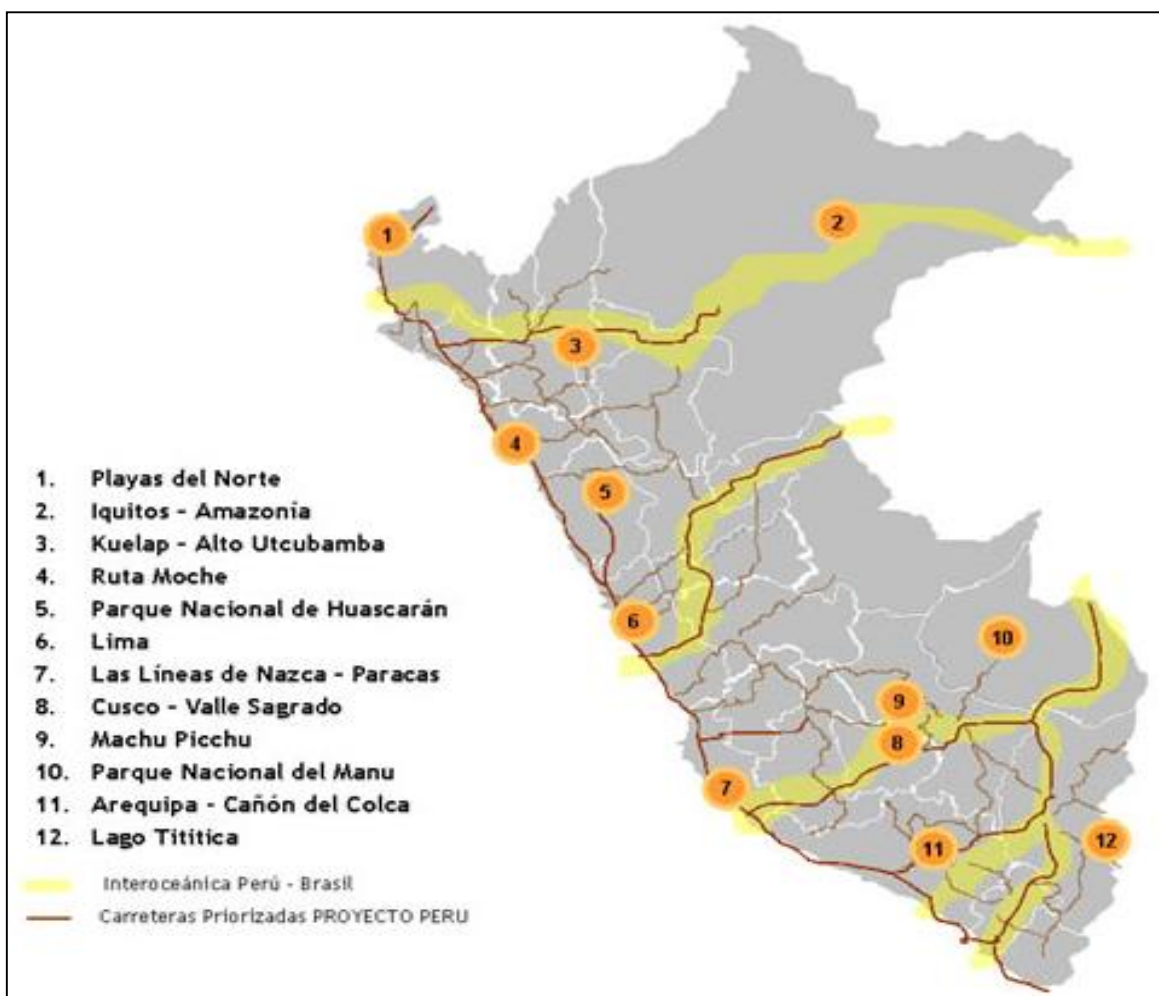 1
2
3
4
5
6
7
8
9
10
11
12
1. Playas del Norte
2. Iquitos - Amazonía
3. Kuelap - Alto Utcubamba
4. Ruta Moche
5. Parque Nacional de Huascarán
6. Lima
7. Las Líneas de Nazca - Paracas
8. Cusco - Valle Sagrado
9. Machu Picchu
10. Parque Nacional del Manu
11. Arequipa - Cañón del Colca
12. Lago Tititica
Interoceánica Perú - Brasil
Carreteras Priorizadas PROYECTO PERU